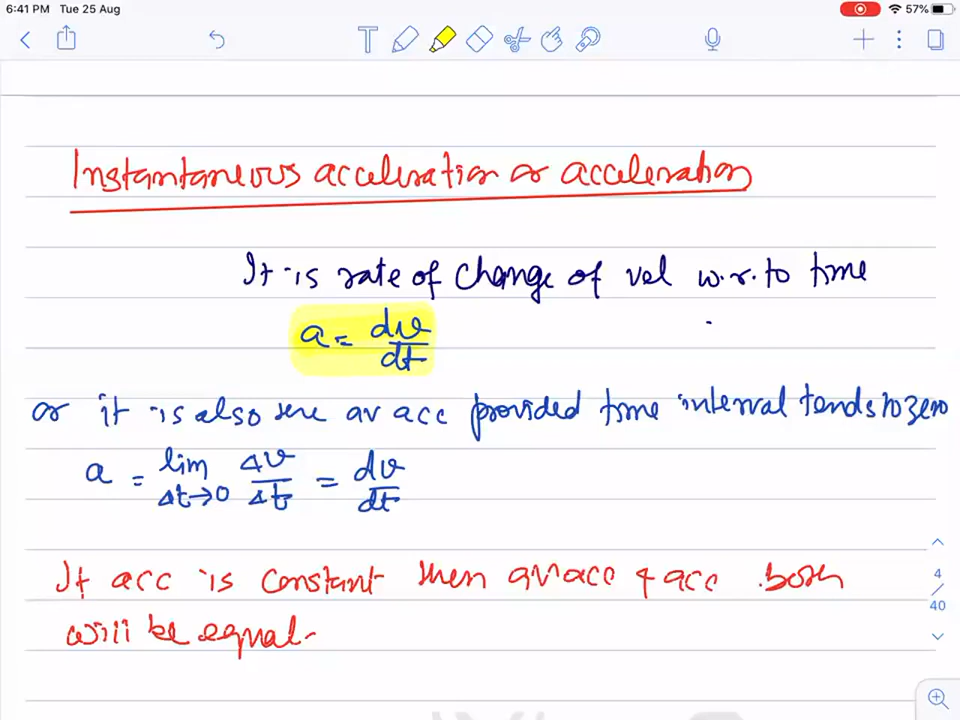 6:41 PM Tue 25 Aug
57%
Instantaneous acceleration or acceleration
It is rate of change of vel w.r.to time
a = dv/dt
or it is also the av acc provided time interval tends to zero
a = lim Δt→0 Δv/Δt = dv/dt
If acc is constant then av acc & acc both
will be equal-
4
/
40